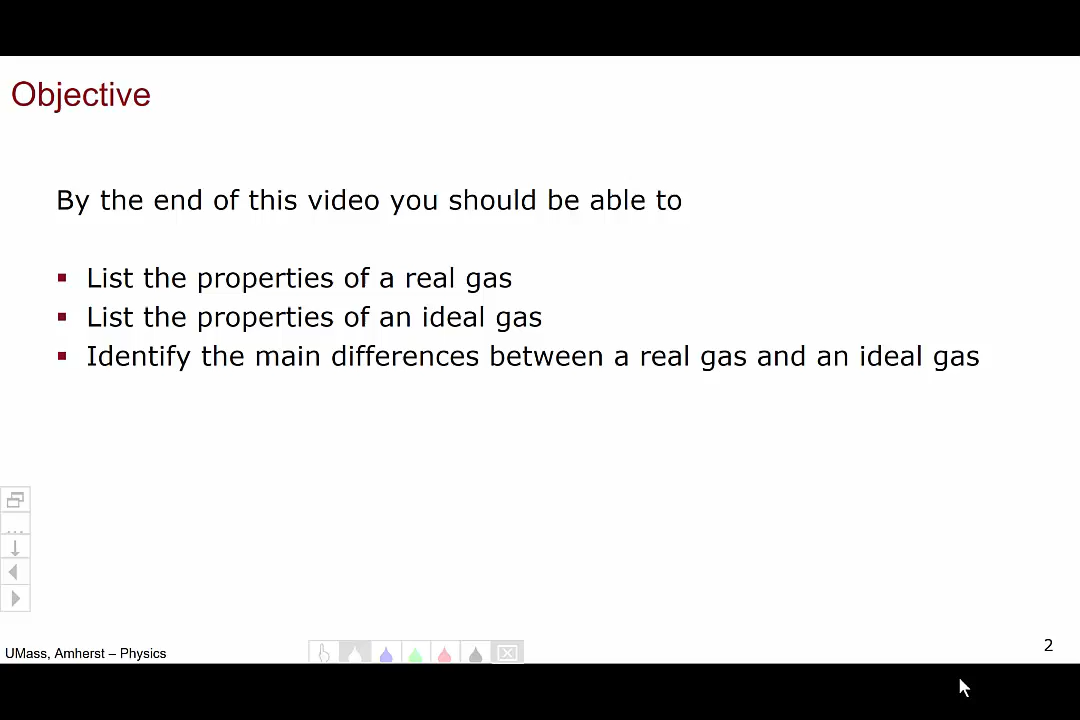 Objective
By the end of this video you should be able to
▪ List the properties of a real gas
▪ List the properties of an ideal gas
▪ Identify the main differences between a real gas and an ideal gas
UMass, Amherst – Physics
2